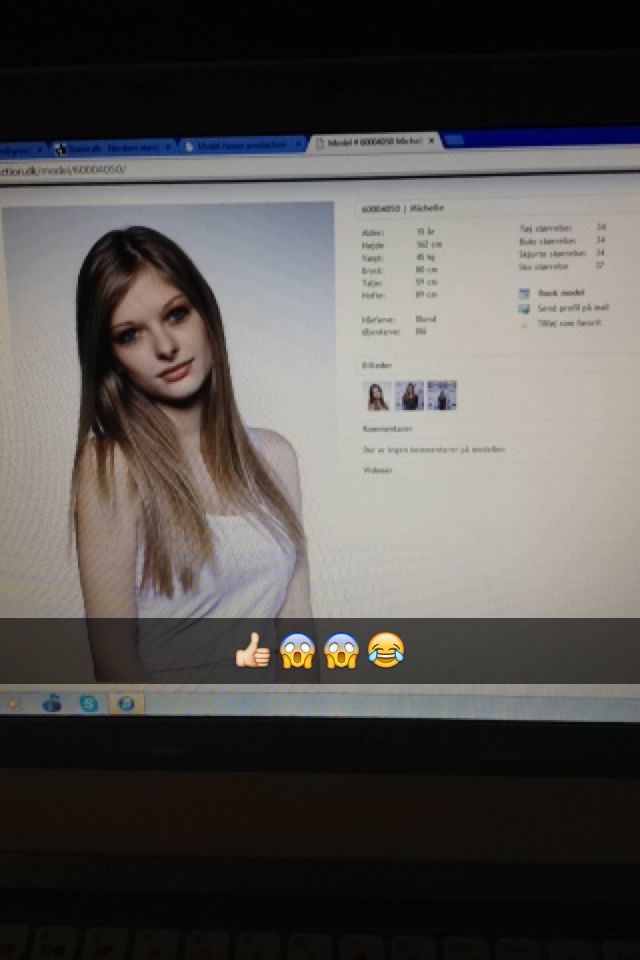 Model house production
Model # 60004050 Michel
ction.dk/model/60004050/
60004050 | Michelle
Alder: 15 år
Højde: 162 cm
Vægt: 45 kg
Bryst: 80 cm
Talje: 59 cm
Hofte: 89 cm
Hårfarve: Blond
Øjenfarve: Blå
Tøj størrelse: 34
Buks størrelse: 34
Skjorte størrelse: 34
Sko størrelse: 37
Book model
Send profil på mail
Tilføj som favorit
Billeder
Kommentarer
Der er ingen kommentarer på modellen
Videoer
👍😱😱😂